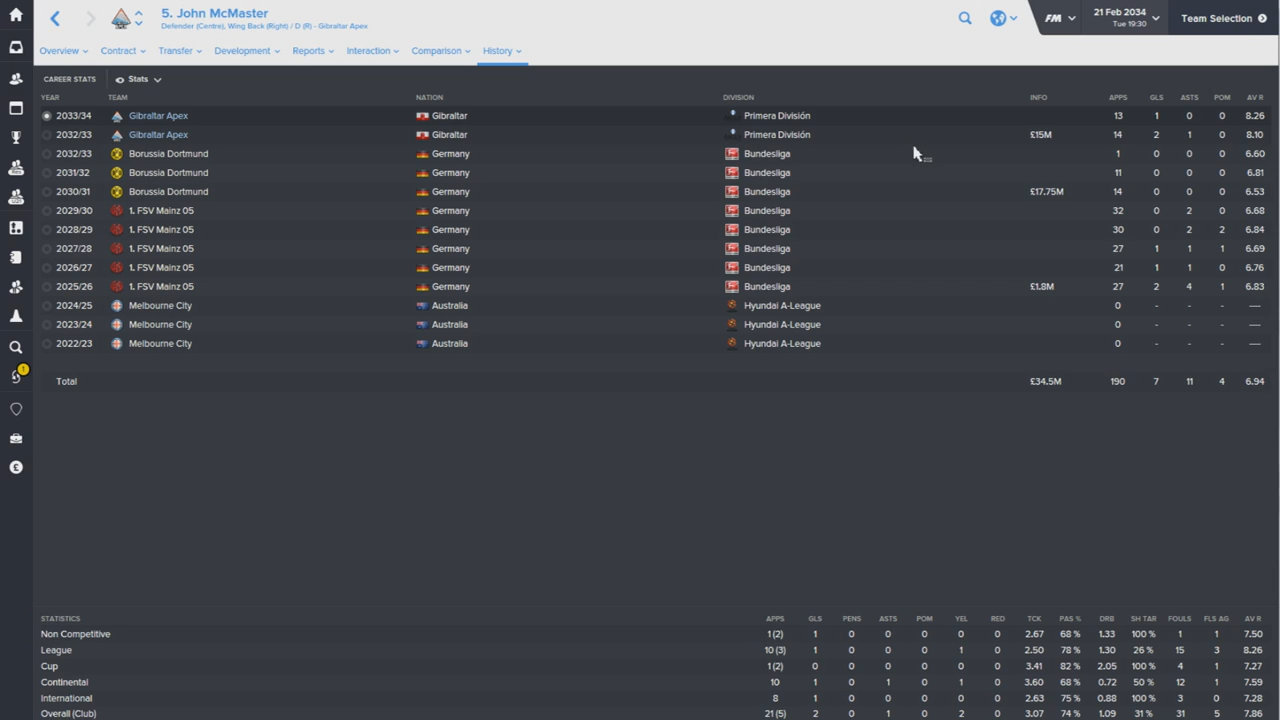 5. John McMaster
Defender (Centre), Wing Back (Right) / D (R) - Gibraltar Apex
FM
21 Feb 2034
Tue 19:30
Team Selection
Overview Contract Transfer Development Reports Interaction Comparison History
CAREER STATS Stats
YEAR TEAM NATION DIVISION INFO APPS GLS ASTS POM AV R
2033/34 Gibraltar Apex Gibraltar Primera División 13 1 0 0 8.26
2032/33 Gibraltar Apex Gibraltar Primera División £15M 14 2 1 0 8.10
2032/33 Borussia Dortmund Germany Bundesliga 1 0 0 0 6.60
2031/32 Borussia Dortmund Germany Bundesliga 11 0 0 0 6.81
2030/31 Borussia Dortmund Germany Bundesliga £17.75M 14 0 0 0 6.53
2029/30 1. FSV Mainz 05 Germany Bundesliga 32 0 2 0 6.68
2028/29 1. FSV Mainz 05 Germany Bundesliga 30 0 2 2 6.84
2027/28 1. FSV Mainz 05 Germany Bundesliga 27 1 1 1 6.69
2026/27 1. FSV Mainz 05 Germany Bundesliga 21 1 1 0 6.76
2025/26 1. FSV Mainz 05 Germany Bundesliga £1.8M 27 2 4 1 6.83
2024/25 Melbourne City Australia Hyundai A-League 0 - - - —
2023/24 Melbourne City Australia Hyundai A-League 0 - - - —
2022/23 Melbourne City Australia Hyundai A-League 0 - - - —
Total £34.5M 190 7 11 4 6.94
1
STATISTICS APPS GLS PENS ASTS POM YEL RED TCK PAS % DRB SH TAR FOULS FLS AG AV R
Non Competitive 1 (2) 1 0 0 0 0 0 2.67 68 % 1.33 100 % 1 1 7.50
League 10 (3) 1 0 0 0 1 0 2.50 78 % 1.30 26 % 15 3 8.26
Cup 1 (2) 0 0 0 0 0 0 3.41 82 % 2.05 100 % 4 1 7.27
Continental 10 1 0 1 0 1 0 3.60 68 % 0.72 50 % 12 1 7.59
International 8 1 0 0 0 0 0 2.63 75 % 0.88 100 % 3 0 7.28
Overall (Club) 21 (5) 2 0 1 0 2 0 3.07 74 % 1.09 31 % 31 5 7.86